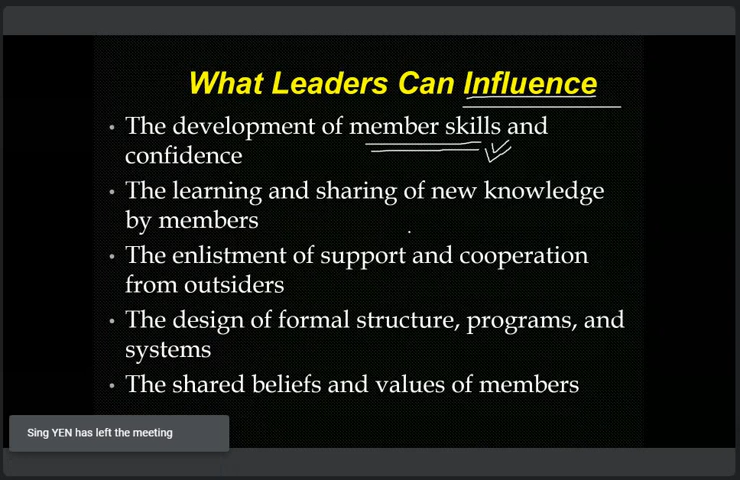 What Leaders Can Influence
• The development of member skills and
confidence
• The learning and sharing of new knowledge
by members
• The enlistment of support and cooperation
from outsiders
• The design of formal structure, programs, and
systems
• The shared beliefs and values of members
Sing YEN has left the meeting